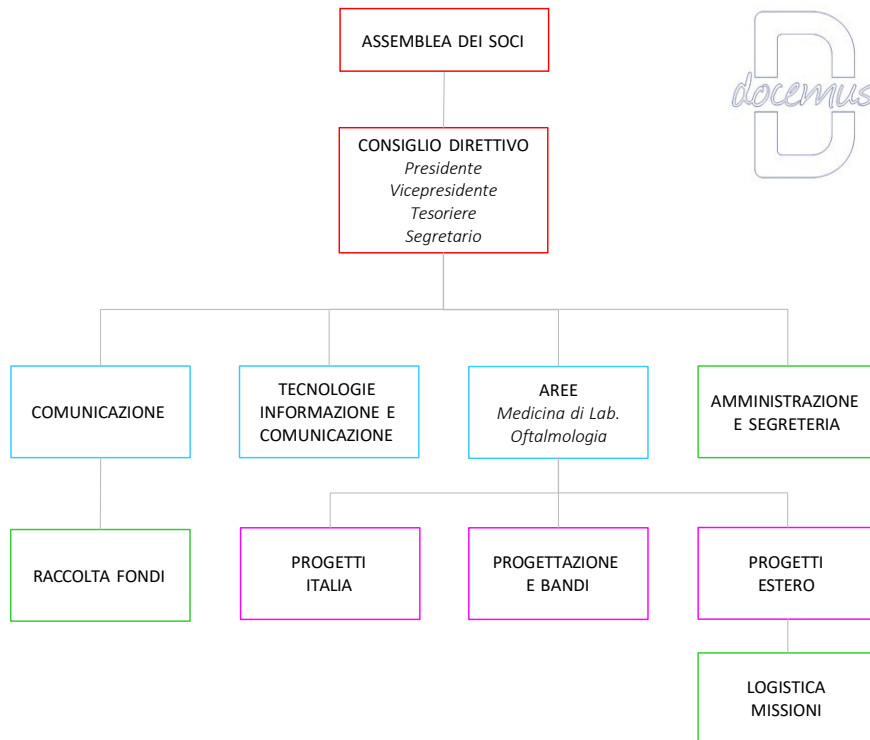 ASSEMBLEA DEI SOCI
docemus
CONSIGLIO DIRETTIVO
Presidente
Vicepresidente
Tesoriere
Segretario
COMUNICAZIONE
TECNOLOGIE
INFORMAZIONE E
COMUNICAZIONE
AREE
Medicina di Lab.
Oftalmologia
AMMINISTRAZIONE
E SEGRETERIA
RACCOLTA FONDI
PROGETTI
ITALIA
PROGETTAZIONE
E BANDI
PROGETTI
ESTERO
LOGISTICA
MISSIONI